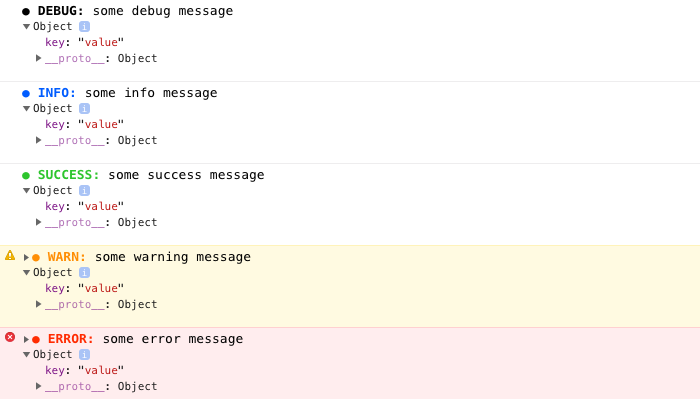 ● DEBUG: some debug message
▼ Object i
key: "value"
▶ __proto__: Object
● INFO: some info message
▼ Object i
key: "value"
▶ __proto__: Object
● SUCCESS: some success message
▼ Object i
key: "value"
▶ __proto__: Object
▶ ● WARN: some warning message
▼ Object i
key: "value"
▶ __proto__: Object
▶ ● ERROR: some error message
▼ Object i
key: "value"
▶ __proto__: Object